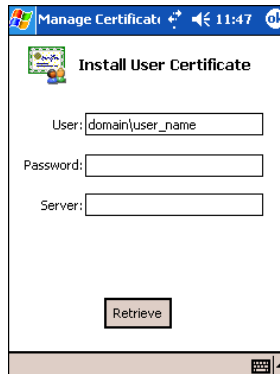 Manage Certificat 11:47 ok
Install User Certificate
User: domain\user_name
Password:
Server:
Retrieve